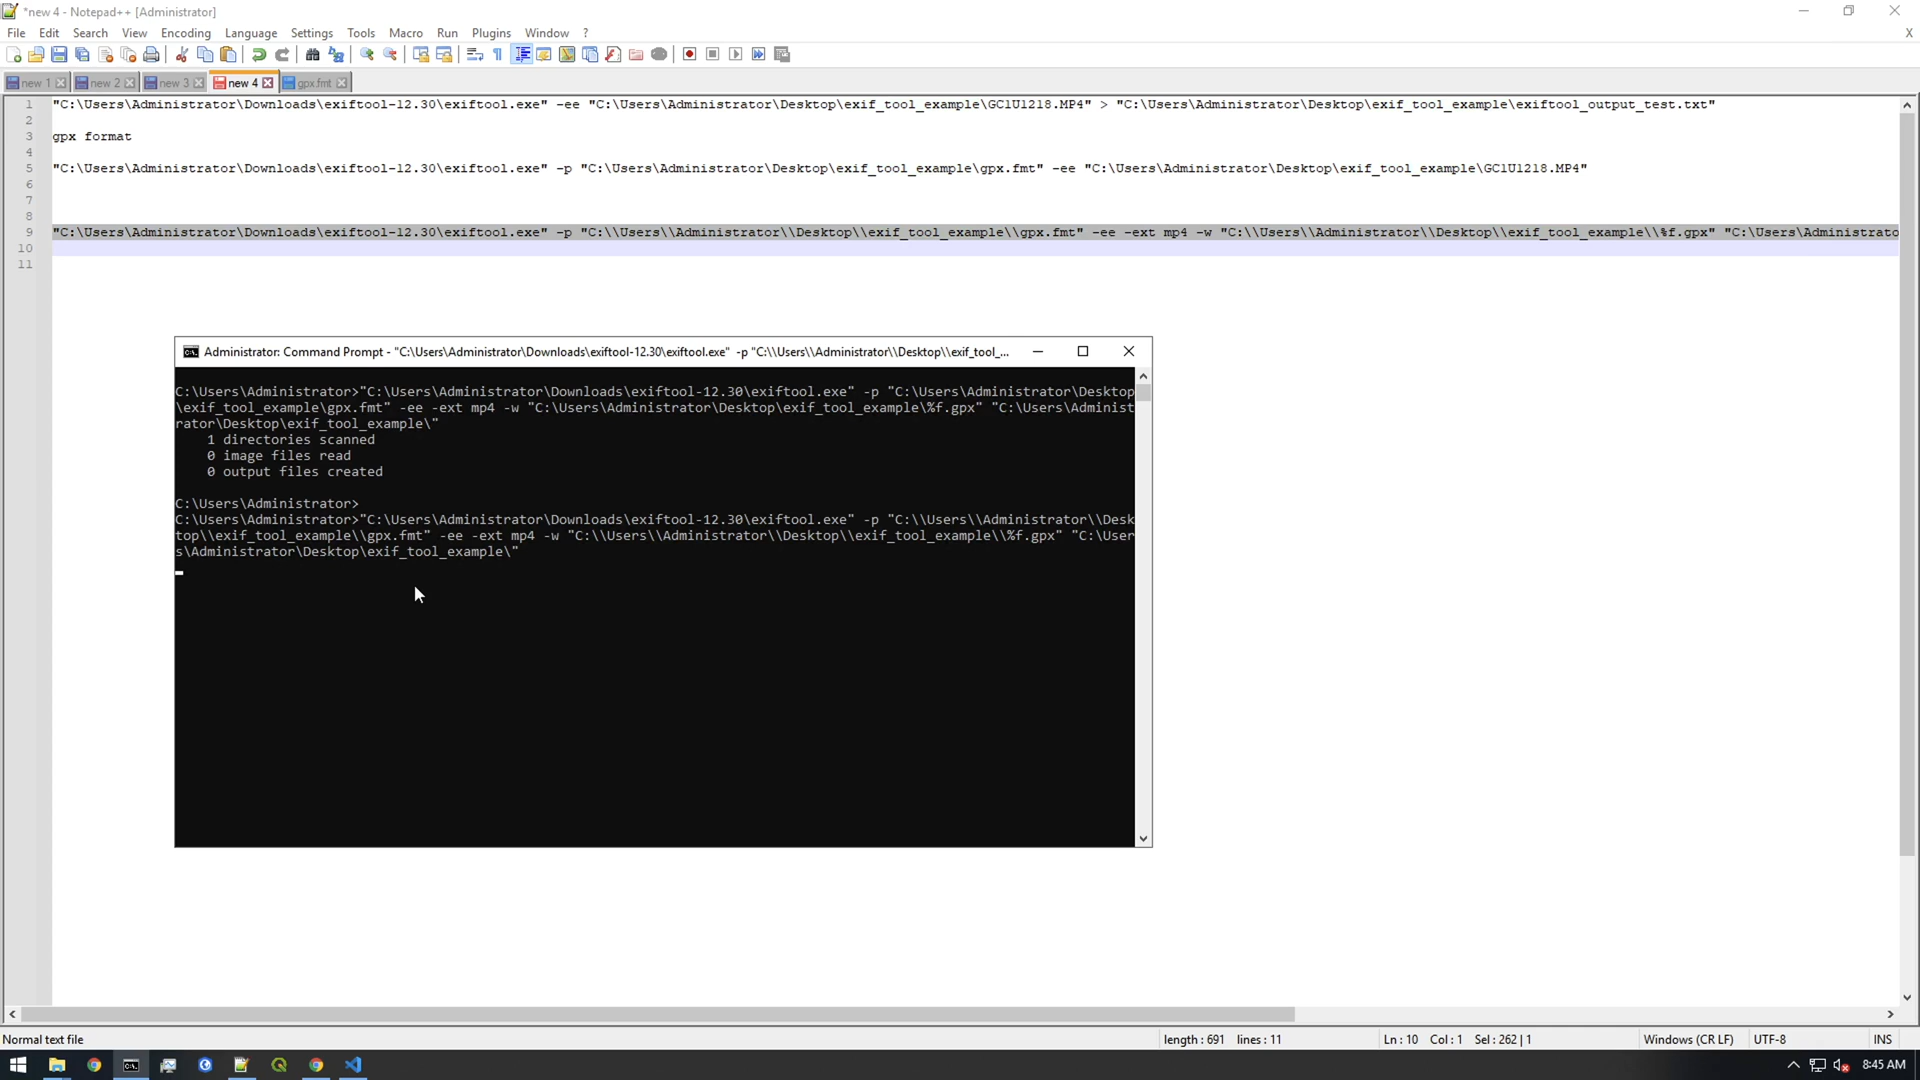 *new 4 - Notepad++ [Administrator]
File Edit Search View Encoding Language Settings Tools Macro Run Plugins Window ? X
new 1 new 2 new 3 new 4 gpx.fmt
1 "C:\Users\Administrator\Downloads\exiftool-12.30\exiftool.exe" -ee "C:\Users\Administrator\Desktop\exif_tool_example\GC1U1218.MP4" > "C:\Users\Administrator\Desktop\exif_tool_example\exiftool_output_test.txt"
2
3 gpx format
4
5 "C:\Users\Administrator\Downloads\exiftool-12.30\exiftool.exe" -p "C:\Users\Administrator\Desktop\exif_tool_example\gpx.fmt" -ee "C:\Users\Administrator\Desktop\exif_tool_example\GC1U1218.MP4"
6
7
8
9 "C:\Users\Administrator\Downloads\exiftool-12.30\exiftool.exe" -p "C:\\Users\\Administrator\\Desktop\\exif_tool_example\\gpx.fmt" -ee -ext mp4 -w "C:\\Users\\Administrator\\Desktop\\exif_tool_example\\%f.gpx" "C:\Users\Administrato
10
11
Administrator: Command Prompt - "C:\Users\Administrator\Downloads\exiftool-12.30\exiftool.exe" -p "C:\\Users\\Administrator\\Desktop\\exif_tool_...
C:\Users\Administrator>"C:\Users\Administrator\Downloads\exiftool-12.30\exiftool.exe" -p "C:\Users\Administrator\Desktop
\exif_tool_example\gpx.fmt" -ee -ext mp4 -w "C:\Users\Administrator\Desktop\exif_tool_example\%f.gpx" "C:\Users\Administ
rator\Desktop\exif_tool_example\"
1 directories scanned
0 image files read
0 output files created
C:\Users\Administrator>
C:\Users\Administrator>"C:\Users\Administrator\Downloads\exiftool-12.30\exiftool.exe" -p "C:\\Users\\Administrator\\Desk
top\\exif_tool_example\\gpx.fmt" -ee -ext mp4 -w "C:\\Users\\Administrator\\Desktop\\exif_tool_example\\%f.gpx" "C:\User
s\Administrator\Desktop\exif_tool_example\"
Normal text file length : 691 lines : 11 Ln : 10 Col : 1 Sel : 262 | 1 Windows (CR LF) UTF-8 INS
8:45 AM